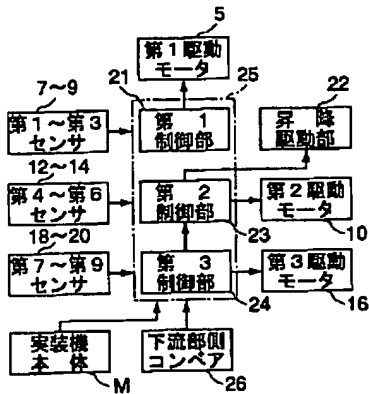 5
第1駆動
モータ
7～9
21
25
22
第1～第3
センサ
第1
制御部
昇降
駆動部
12～14
第4～第6
センサ
第2
制御部
第2駆動
モータ
18～20
23
10
第7～第9
センサ
第3
制御部
第3駆動
モータ
24
16
実装機
本体
下流部側
コンベア
M
26